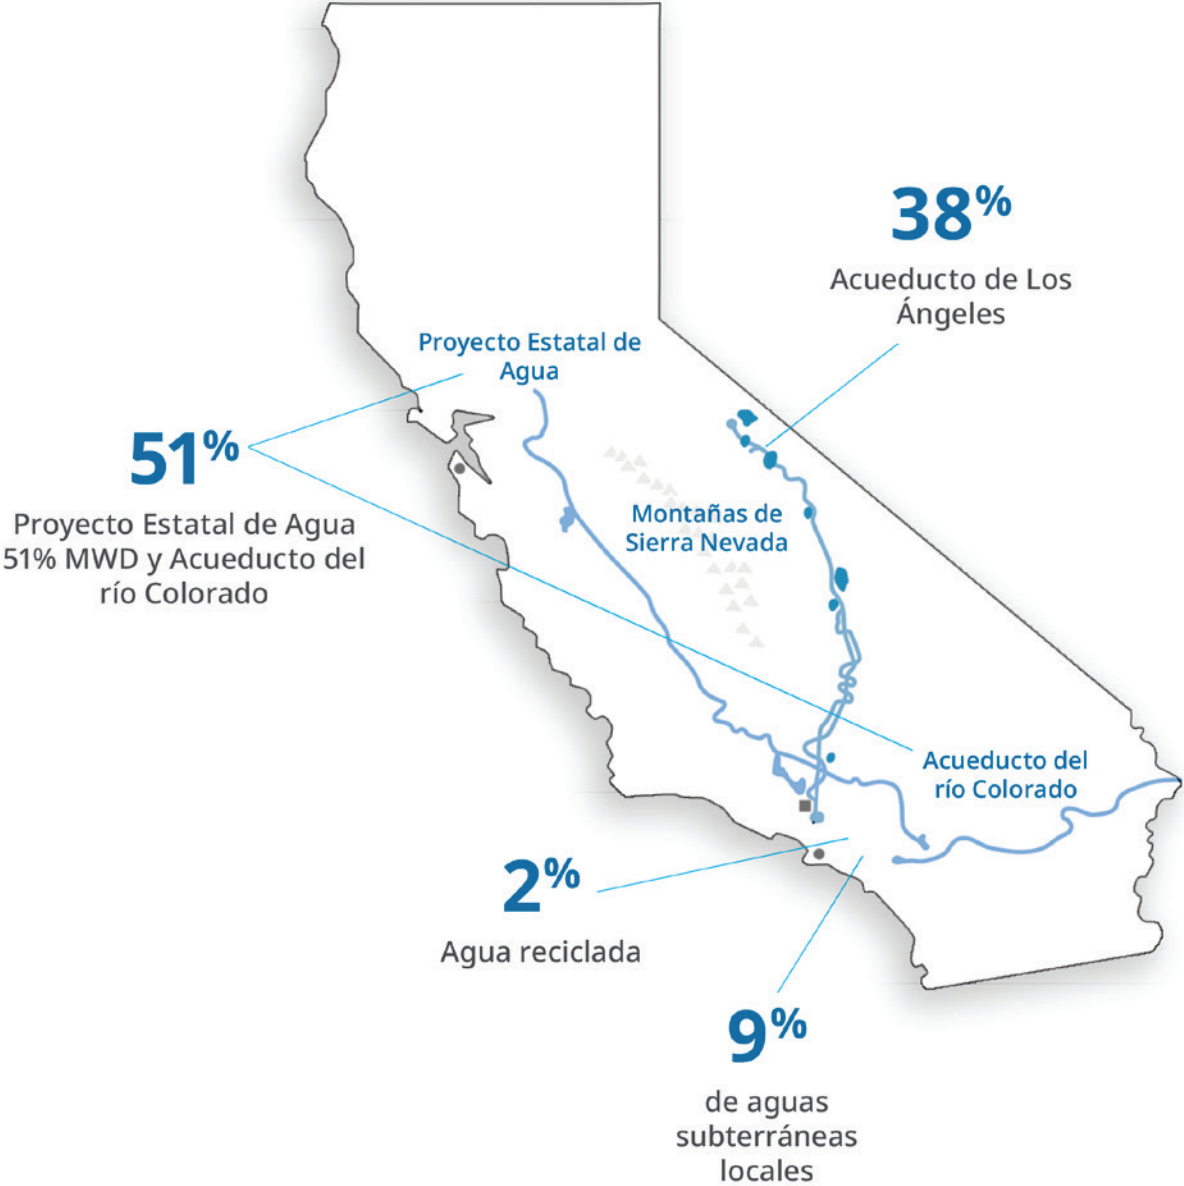 38%
Acueducto de Los
Ángeles
Proyecto Estatal de
Agua
51%
Proyecto Estatal de Agua
51% MWD y Acueducto del
río Colorado
Montañas de
Sierra Nevada
Acueducto del
río Colorado
2%
Agua reciclada
9%
de aguas
subterráneas
locales